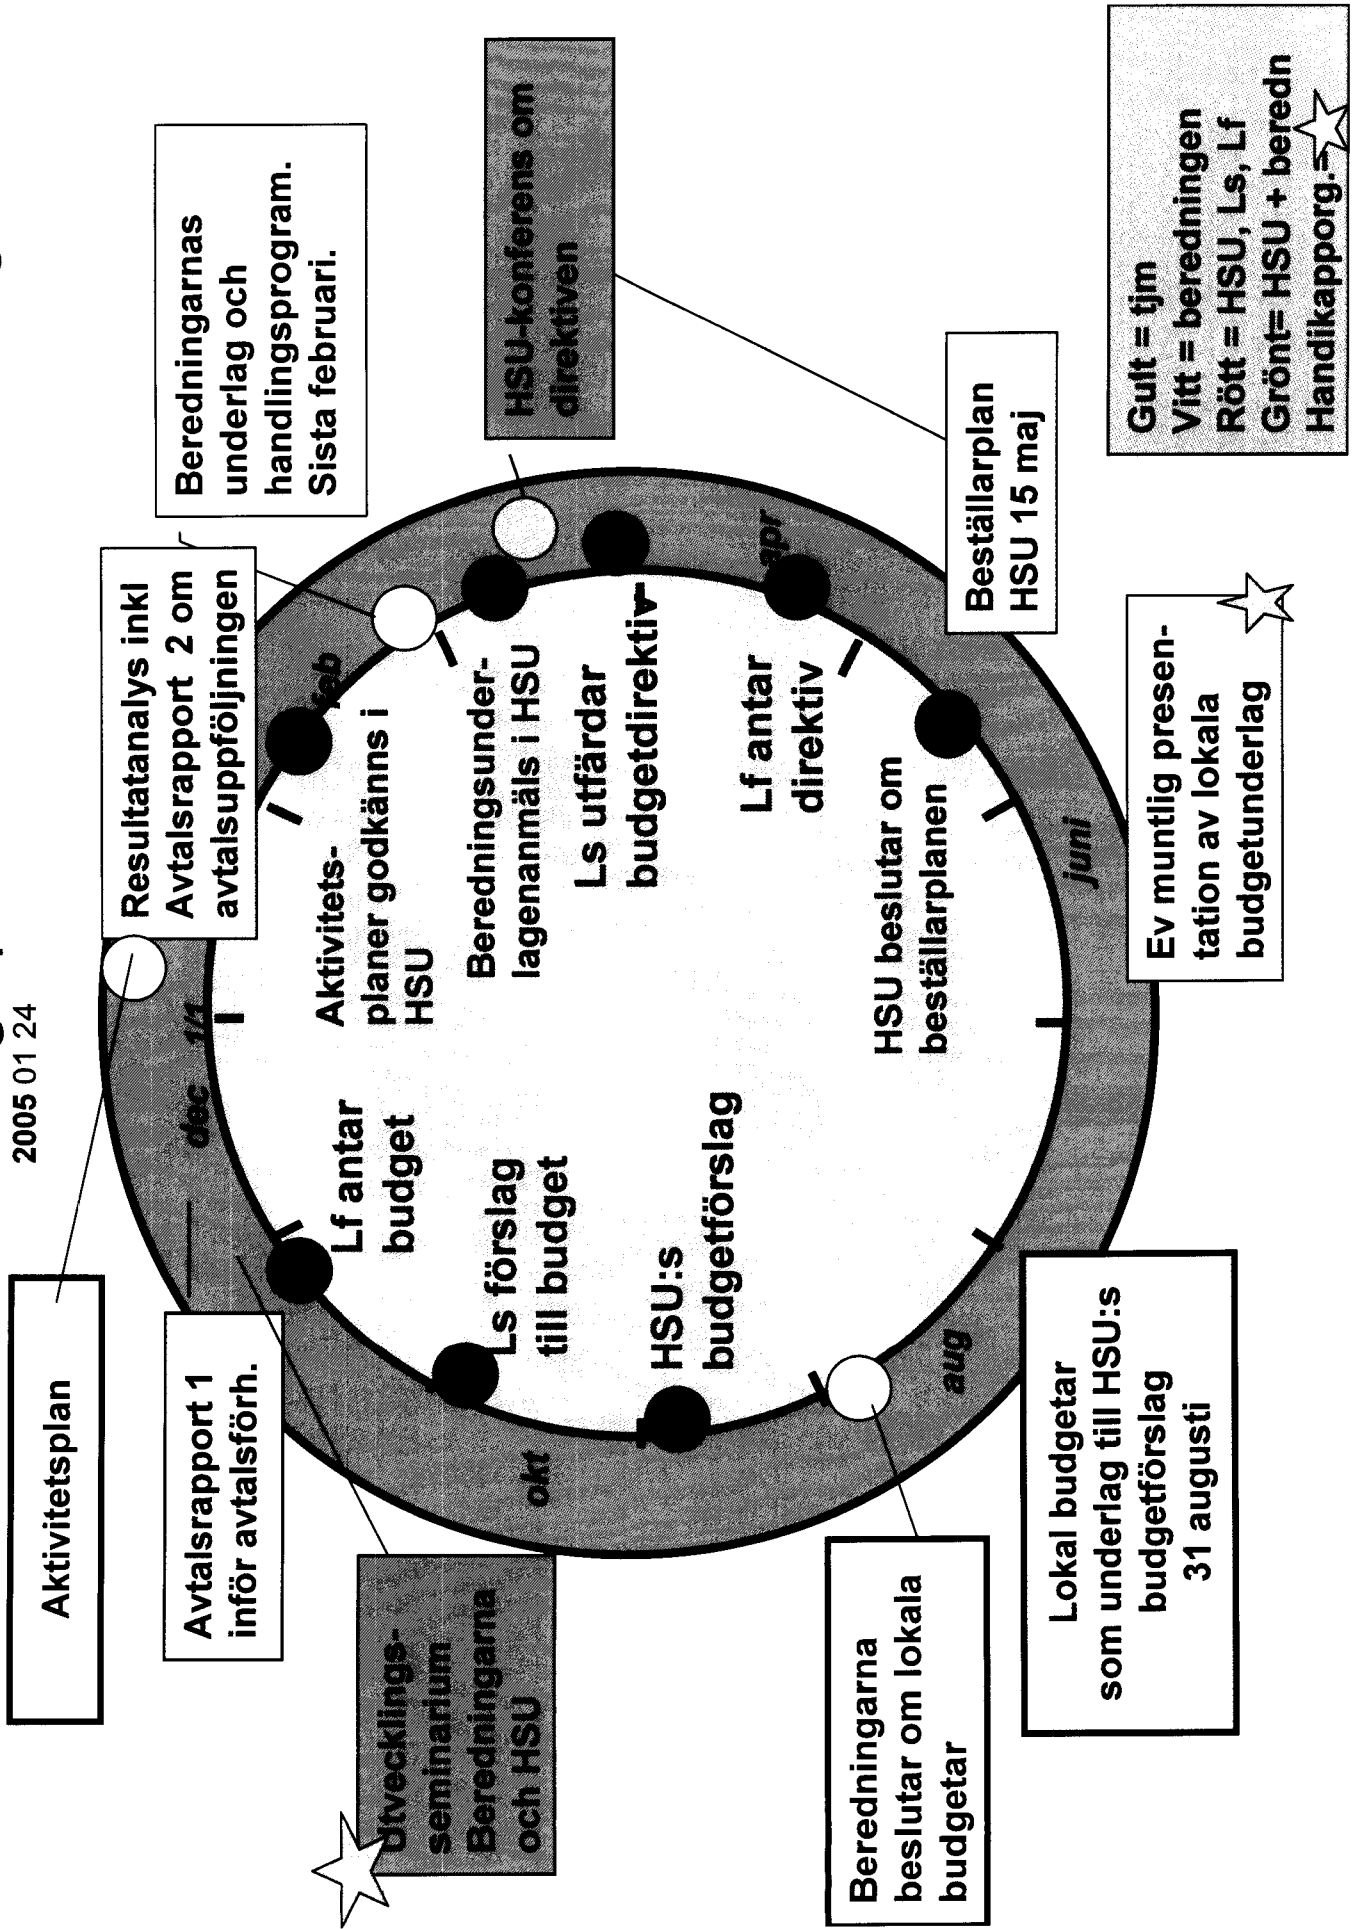 2005 01 24
Aktivitetsplan
Resultatanalys inkl
Avtalsrapport 2 om
avtalsuppföljningen
Beredningarnas
underlag och
handlingsprogram.
Sista februari.
Avtalsrapport 1
inför avtalsförh.
dec
1/1
feb
Lf antar
budget
Aktivitets-
planer godkänns i
HSU
Utvecklings-
seminarium
Beredningarna
och HSU
HSU-konferens om
direktiven
Ls förslag
till budget
Beredningsunder-
lagenanmäls i HSU
okt
Ls utfärdar
budgetdirektiv
HSU:s
budgetförslag
Lf antar
direktiv
apr
HSU beslutar om
beställarplanen
Beredningarna
beslutar om lokala
budgetar
aug
Beställarplan
HSU 15 maj
juni
Lokal budgetar
som underlag till HSU:s
budgetförslag
31 augusti
Ev muntlig presen-
tation av lokala
budgetunderlag
Gult = tjm
Vitt = beredningen
Rött = HSU, Ls, Lf
Grönt= HSU + beredn
Handikapporg.=